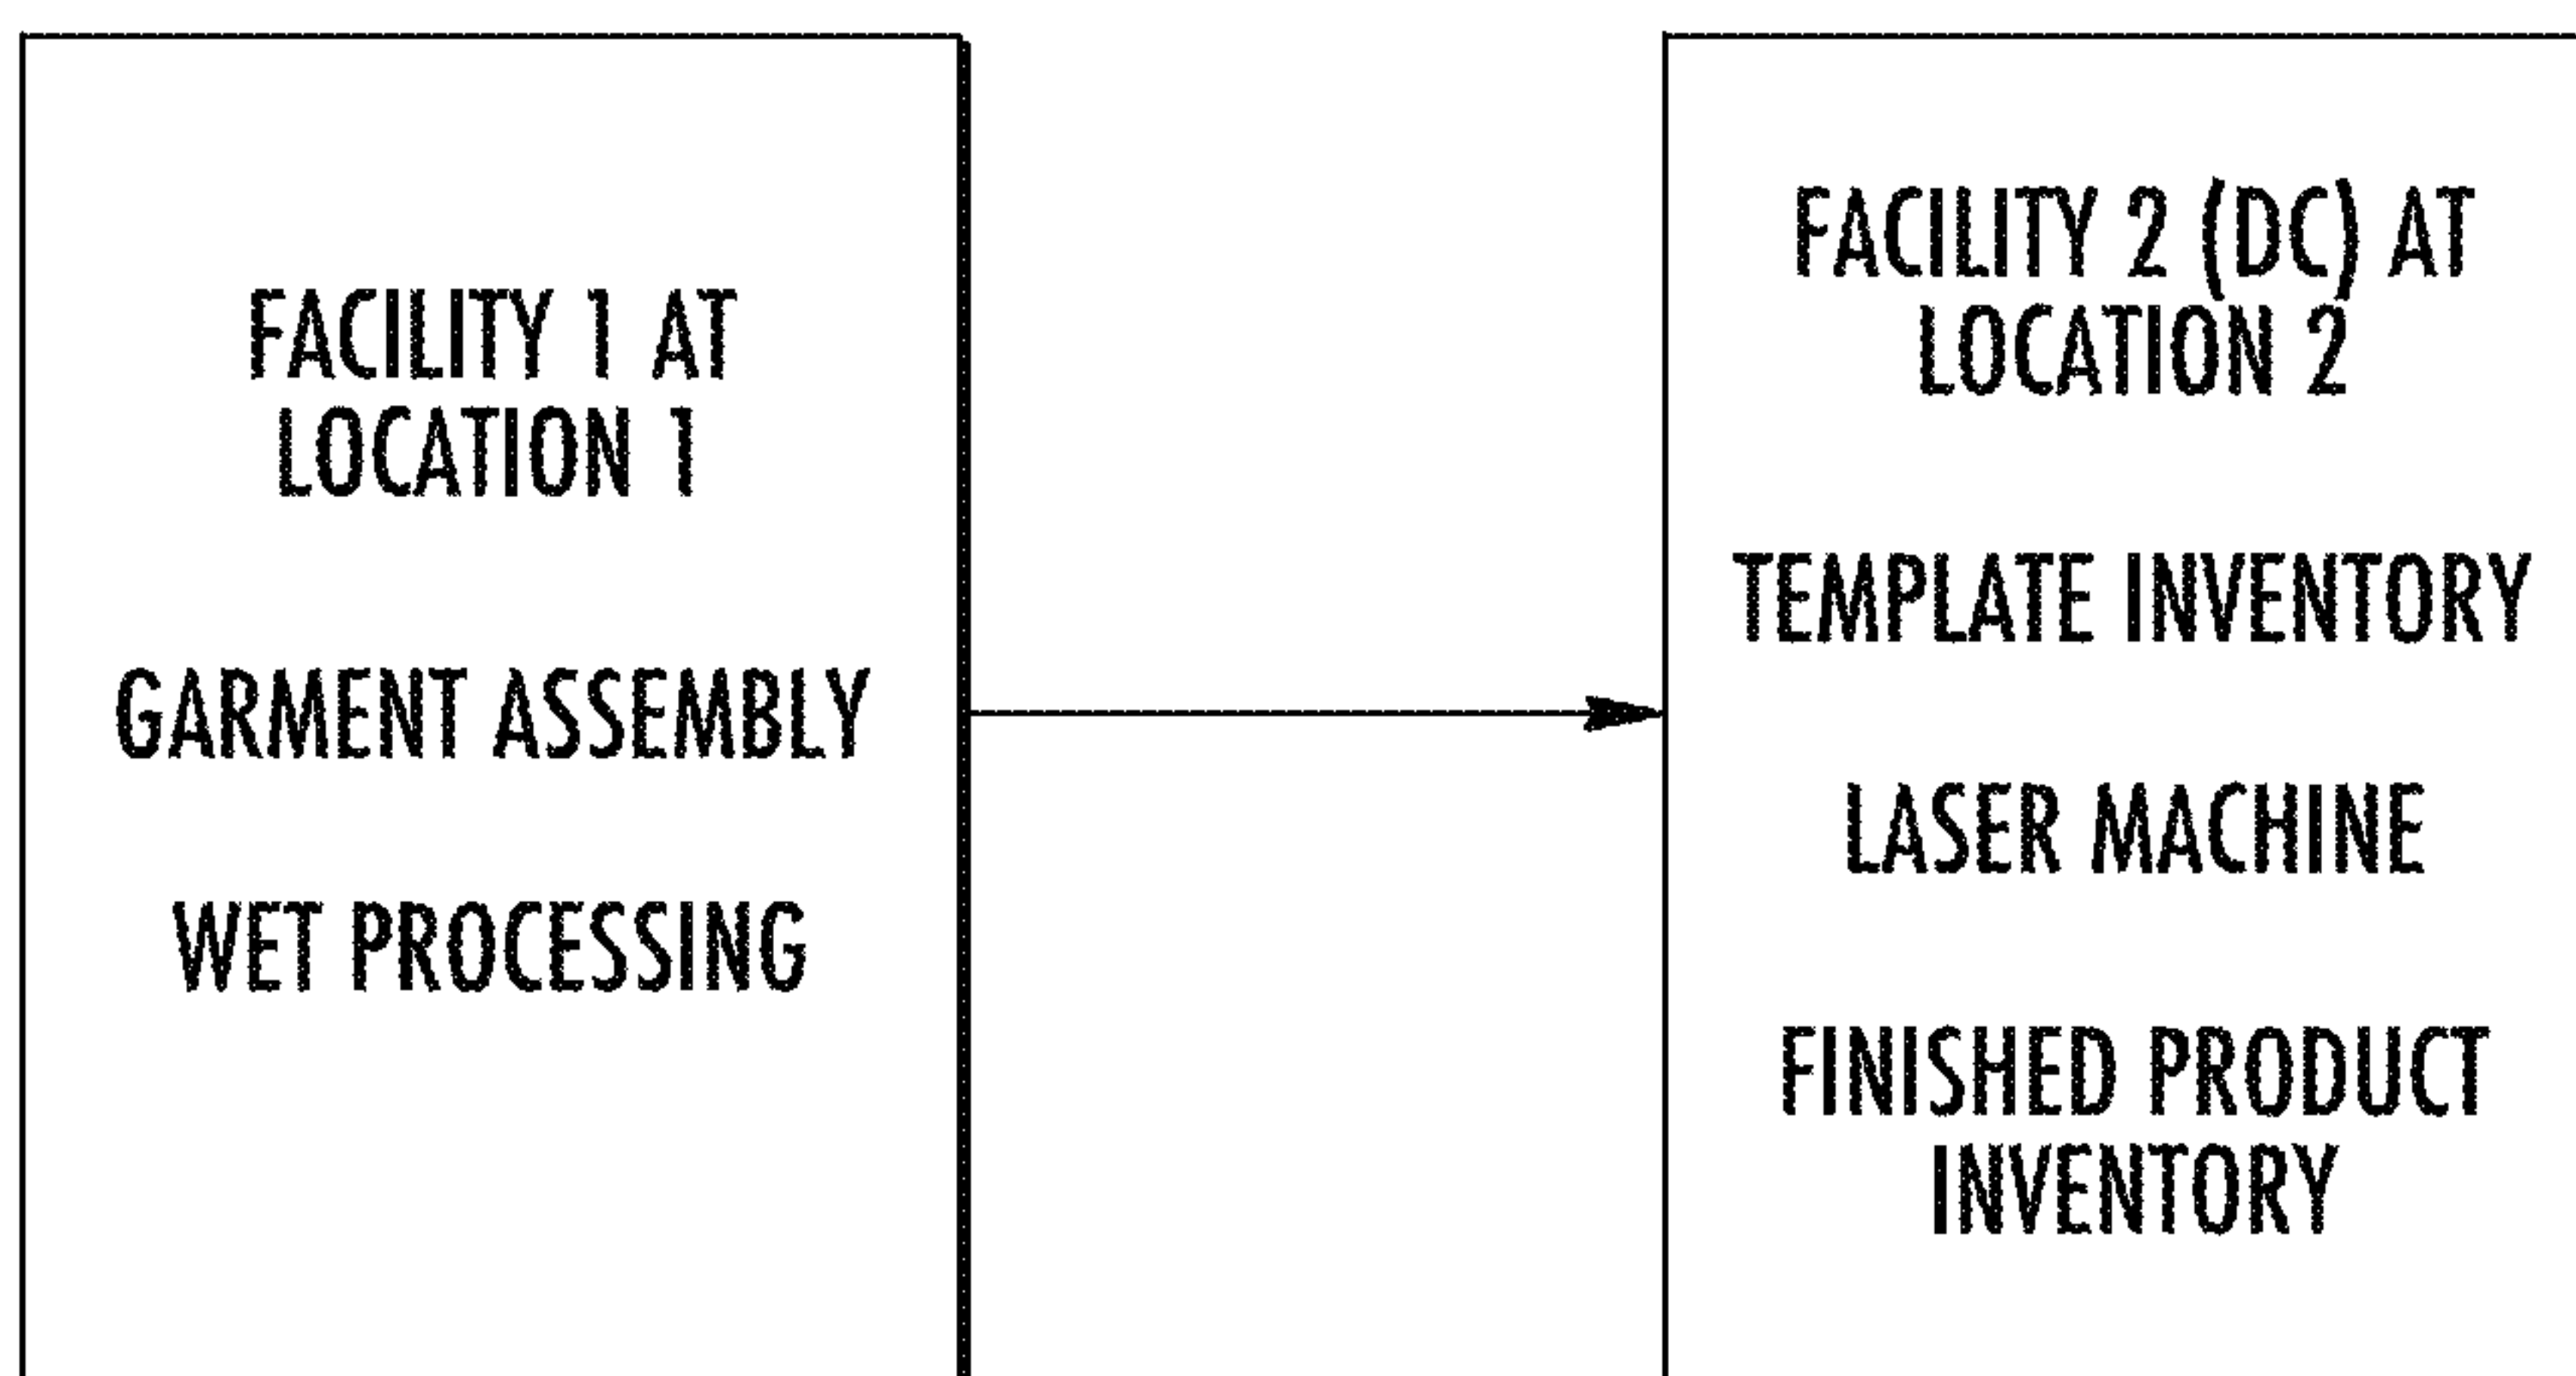 FACILITY 1 AT
LOCATION 1
GARMENT ASSEMBLY
WET PROCESSING
FACILITY 2 (DC) AT
LOCATION 2
TEMPLATE INVENTORY
LASER MACHINE
FINISHED PRODUCT
INVENTORY